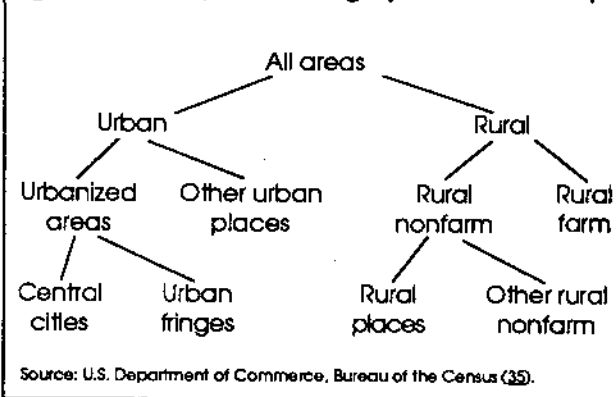 All areas
Urban Rural
Urbanized areas
Other urban places
Rural nonfarm
Rural farm
Central cities
Urban fringes
Rural places
Other rural nonfarm
Source: U.S. Department of Commerce, Bureau of the Census (35).